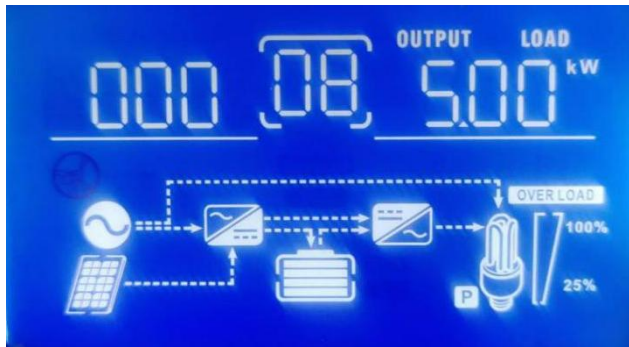 OUTPUT LOAD
000 08 5.00 kW
OVER LOAD
100%
25%
P